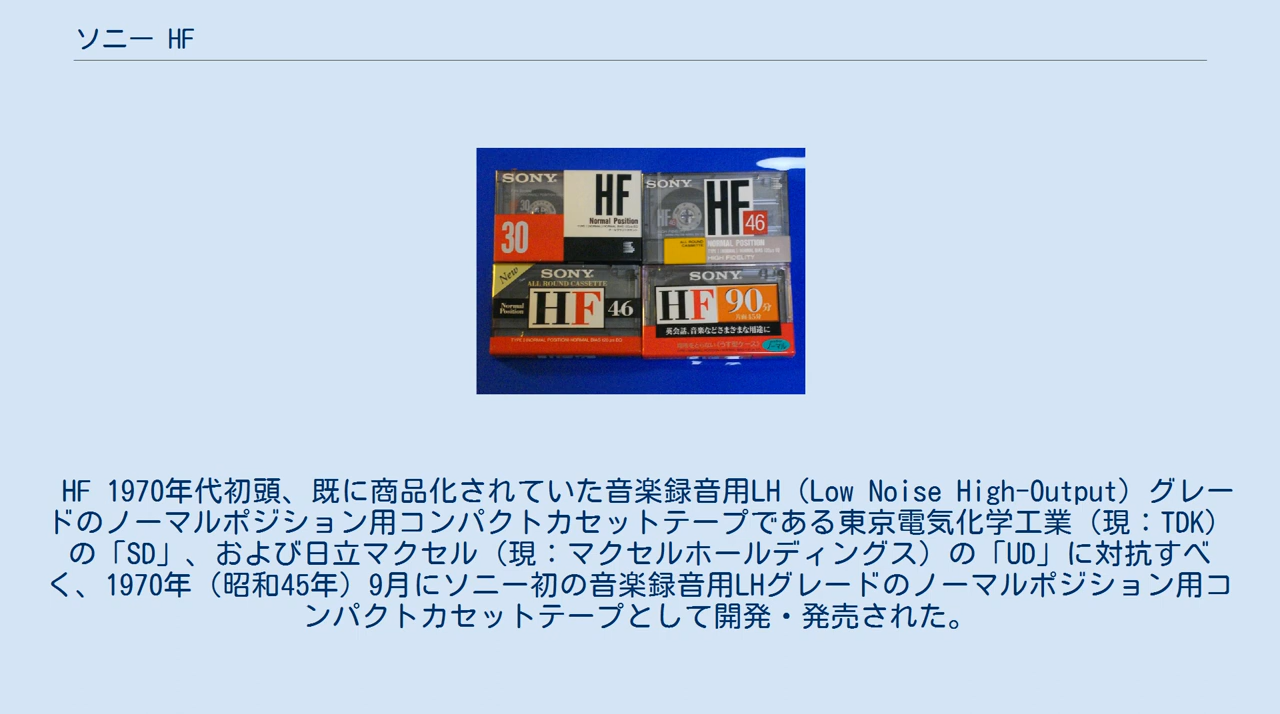 ソニー HF
SONY
HF
Normal Position
30
SONY
HF
46
ALL ROUND
CASSETTE
NORMAL POSITION
HIGH FIDELITY
New
SONY
ALL ROUND CASSETTE
Normal
Position
HF
46
SONY
HF
90分
英会話、音楽などさまざまな用途に
HF 1970年代初頭、既に商品化されていた音楽録音用LH（Low Noise High-Output）グレー
ドのノーマルポジション用コンパクトカセットテープである東京電気化学工業（現：TDK）
の「SD」、および日立マクセル（現：マクセルホールディングス）の「UD」に対抗すべ
く、1970年（昭和45年）9月にソニー初の音楽録音用LHグレードのノーマルポジション用コ
ンパクトカセットテープとして開発・発売された。